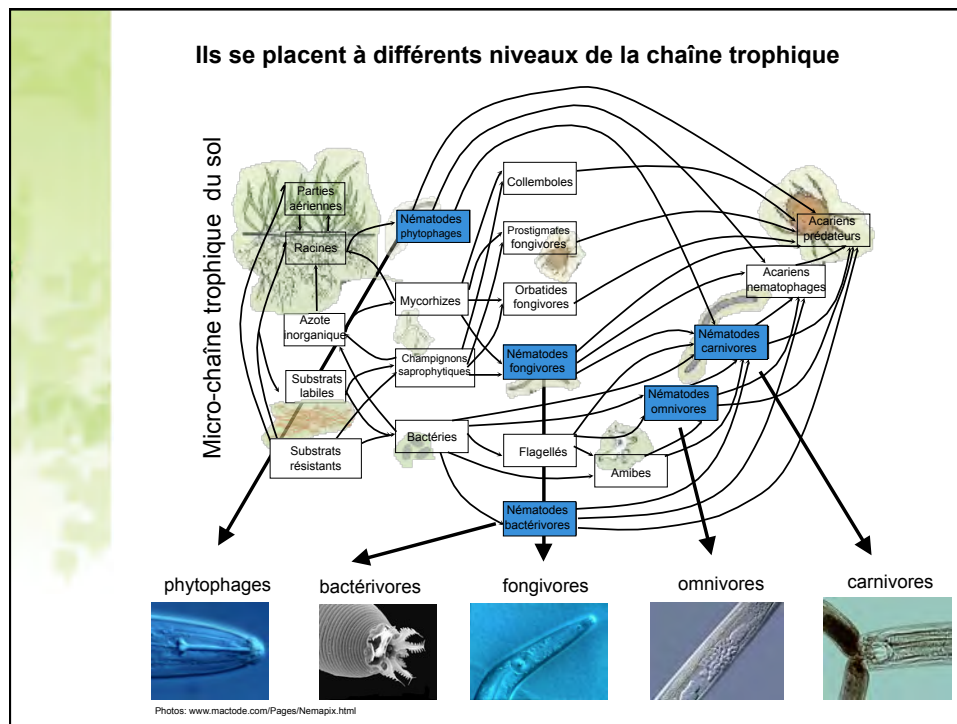 Ils se placent à différents niveaux de la chaîne trophique
Micro-chaîne trophique du sol
Parties
aériennes
Racines
Azote
inorganique
Substrats
labiles
Substrats
résistants
Nématodes
phytophages
Mycorhizes
Champignons
saprophytiques
Bactéries
Collemboles
Prostigmates
fongivores
Orbatides
fongivores
Nématodes
fongivores
Flagellés
Nématodes
bactérivores
Amibes
Nématodes
omnivores
Nématodes
carnivores
Acariens
nematophages
Acariens
prédateurs
phytophages
bactérivores
fongivores
omnivores
carnivores
Photos: www.mactode.com/Pages/Nemapix.html